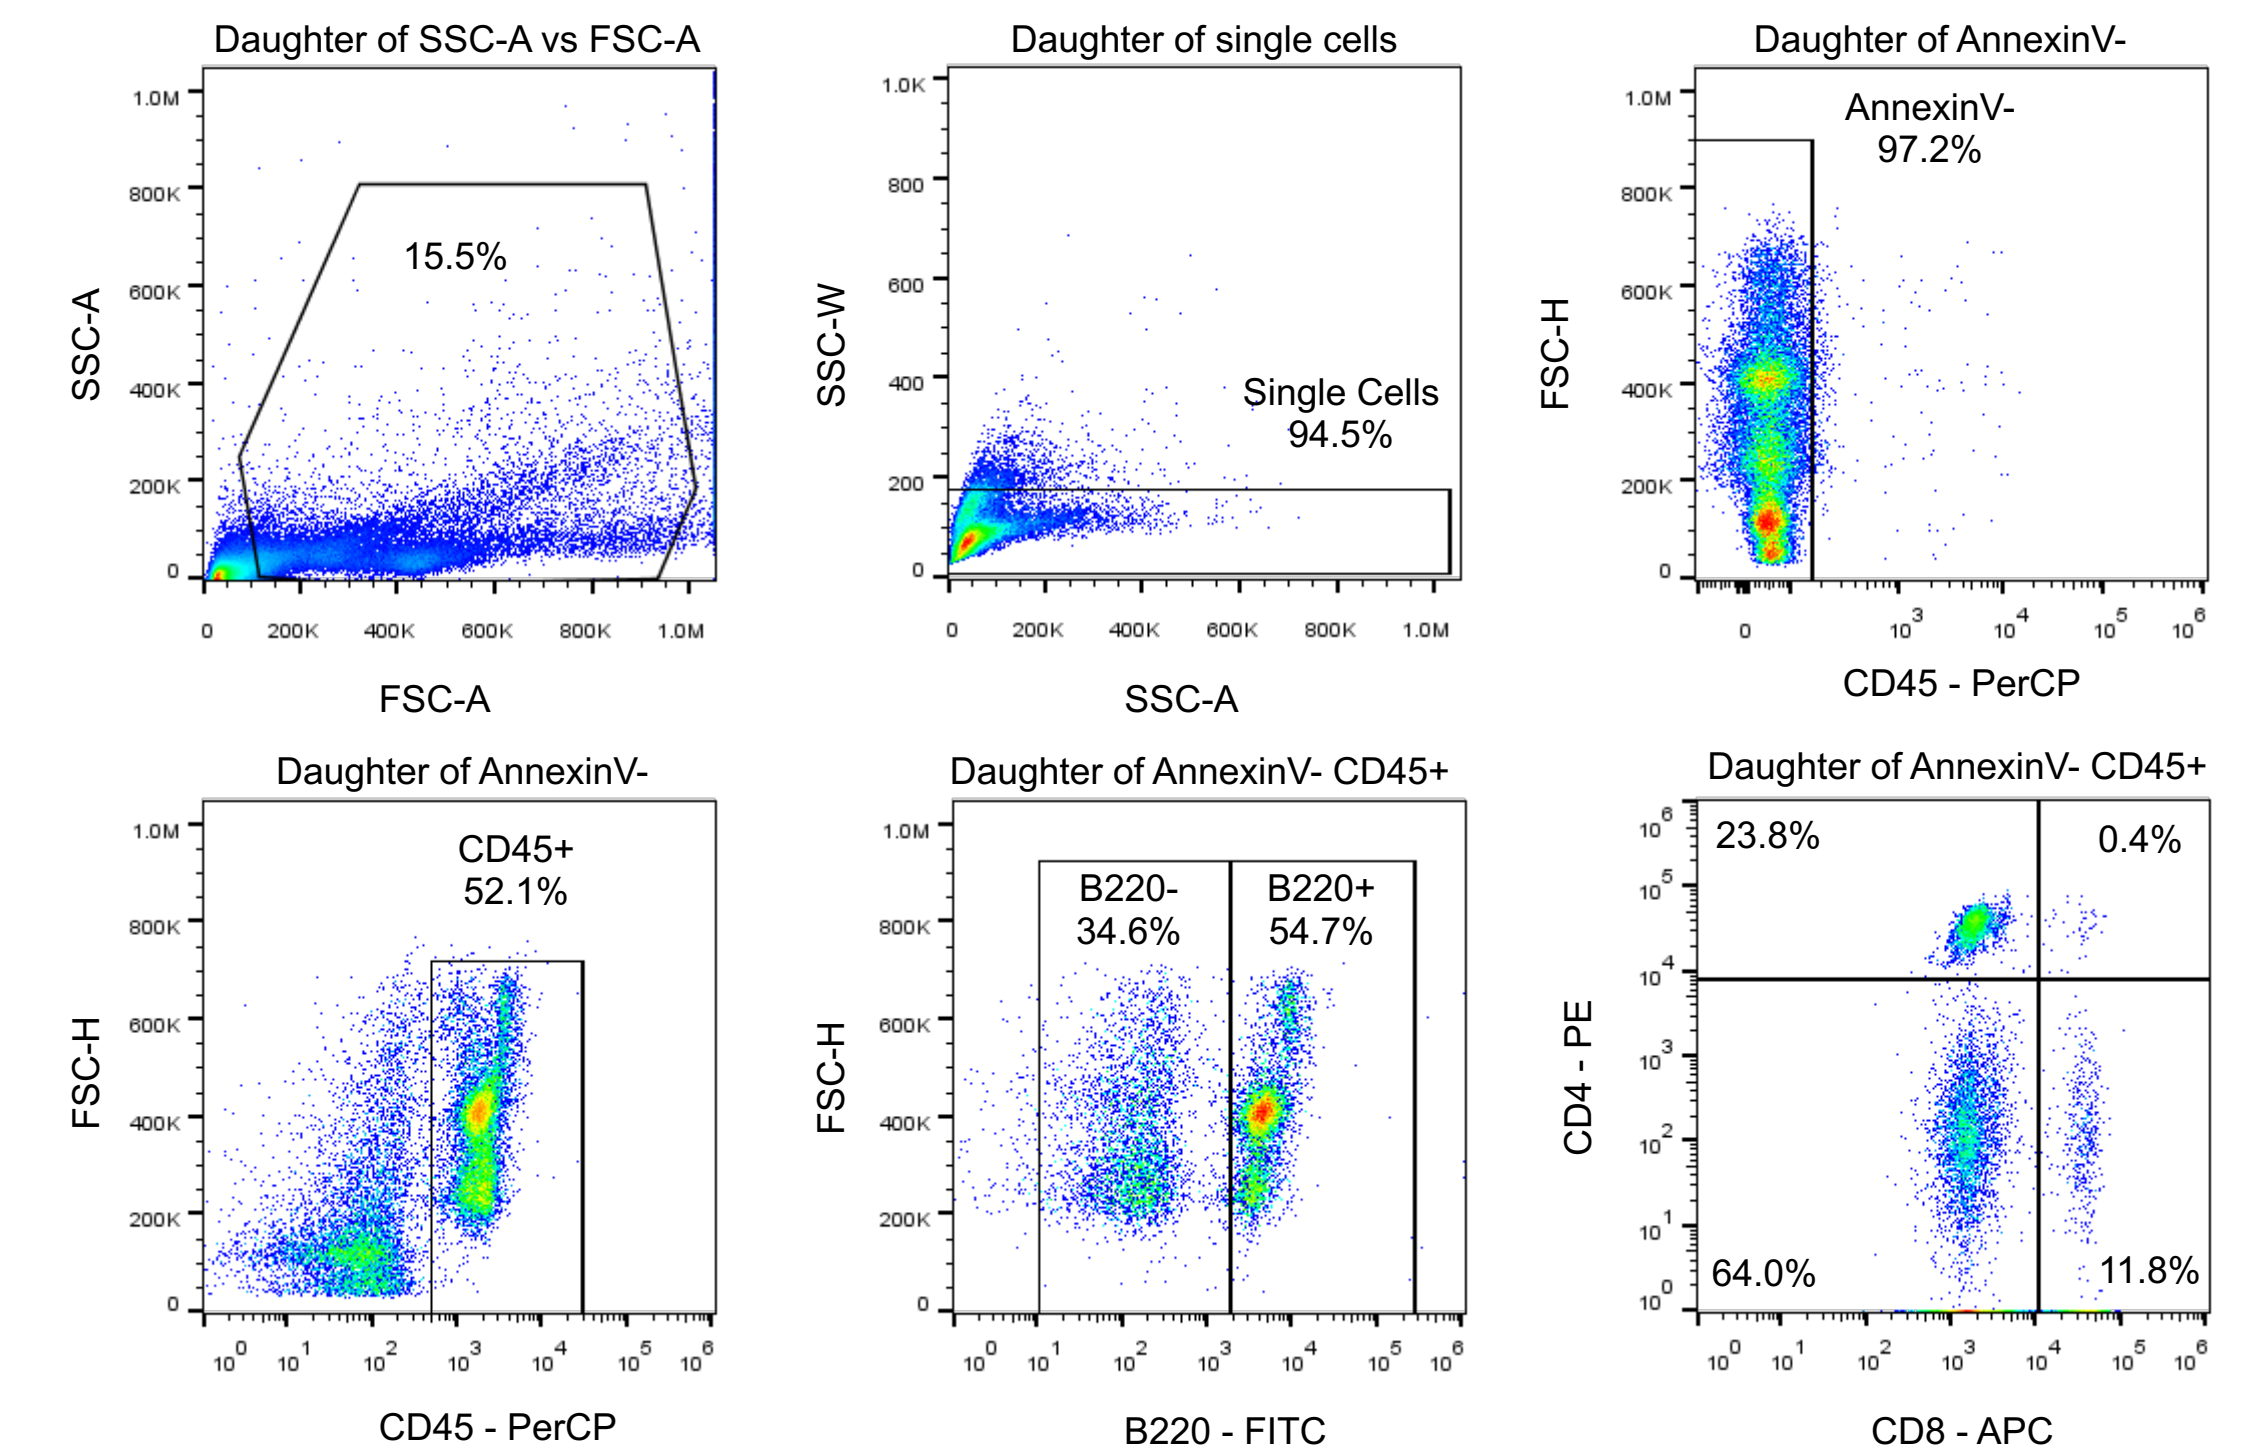 Daughter of SSC-A vs FSC-A
1.0M
800K
600K
400K
200K
0
SSC-A
15.5%
0 200K 400K 600K 800K 1.0M
FSC-A
Daughter of single cells
1.0K
800
600
400
200
0
SSC-W
Single Cells
94.5%
0 200K 400K 600K 800K 1.0M
SSC-A
Daughter of AnnexinV-
1.0M
800K
600K
400K
200K
0
FSC-H
AnnexinV-
97.2%
0 10^3 10^4 10^5 10^6
CD45 - PerCP
Daughter of AnnexinV-
1.0M
800K
600K
400K
200K
0
FSC-H
CD45+
52.1%
10^0 10^1 10^2 10^3 10^4 10^5 10^6
CD45 - PerCP
Daughter of AnnexinV- CD45+
1.0M
800K
600K
400K
200K
0
FSC-H
B220-
34.6%
B220+
54.7%
10^0 10^1 10^2 10^3 10^4 10^5 10^6
B220 - FITC
Daughter of AnnexinV- CD45+
10^6
10^5
10^4
10^3
10^2
10^1
10^0
CD4 - PE
23.8%
0.4%
64.0%
11.8%
10^0 10^1 10^2 10^3 10^4 10^5 10^6
CD8 - APC